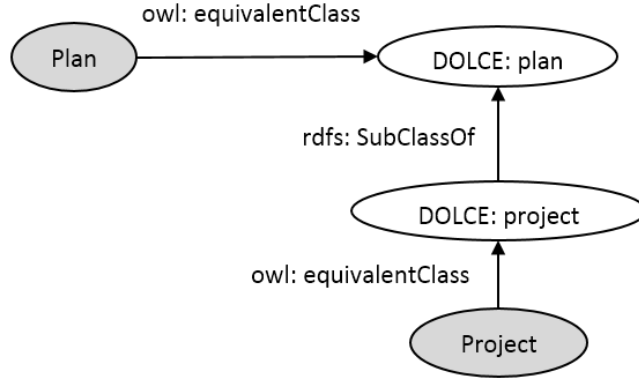 owl: equivalentClass
Plan
DOLCE: plan
rdfs: SubClassOf
DOLCE: project
owl: equivalentClass
Project